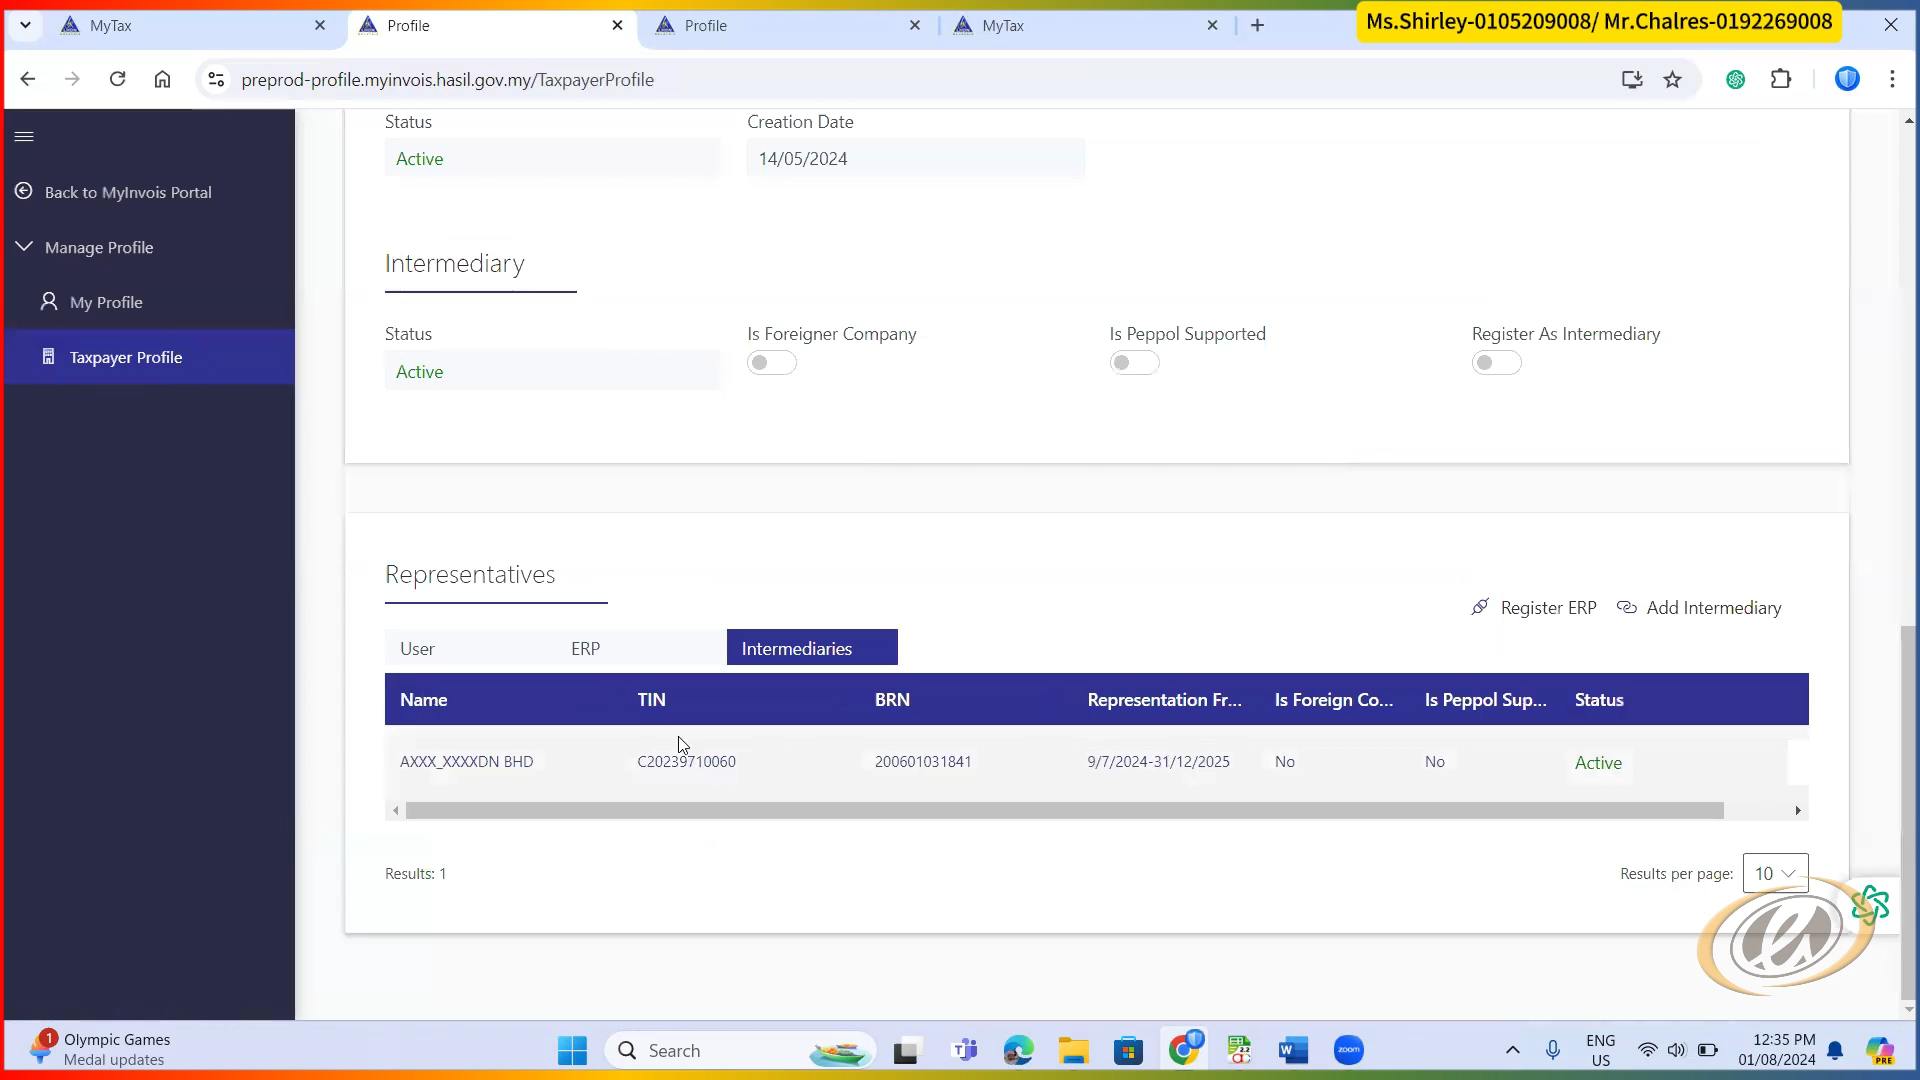 MyTax
Profile
Profile
MyTax
Ms.Shirley-0105209008/ Mr.Chalres-0192269008
preprod-profile.myinvois.hasil.gov.my/TaxpayerProfile
Back to MyInvois Portal
Manage Profile
My Profile
Taxpayer Profile
Status
Creation Date
Active
14/05/2024
Intermediary
Status
Is Foreigner Company
Is Peppol Supported
Register As Intermediary
Active
Representatives
Register ERP
Add Intermediary
User
ERP
Intermediaries
Name
TIN
BRN
Representation Fr...
Is Foreign Co...
Is Peppol Sup...
Status
AXXX_XXXXDN BHD
C20239710060
200601031841
9/7/2024-31/12/2025
No
No
Active
Results: 1
Results per page:
10
1
Olympic Games
Medal updates
Search
W
zoom
ENG
US
12:35 PM
01/08/2024
PRE